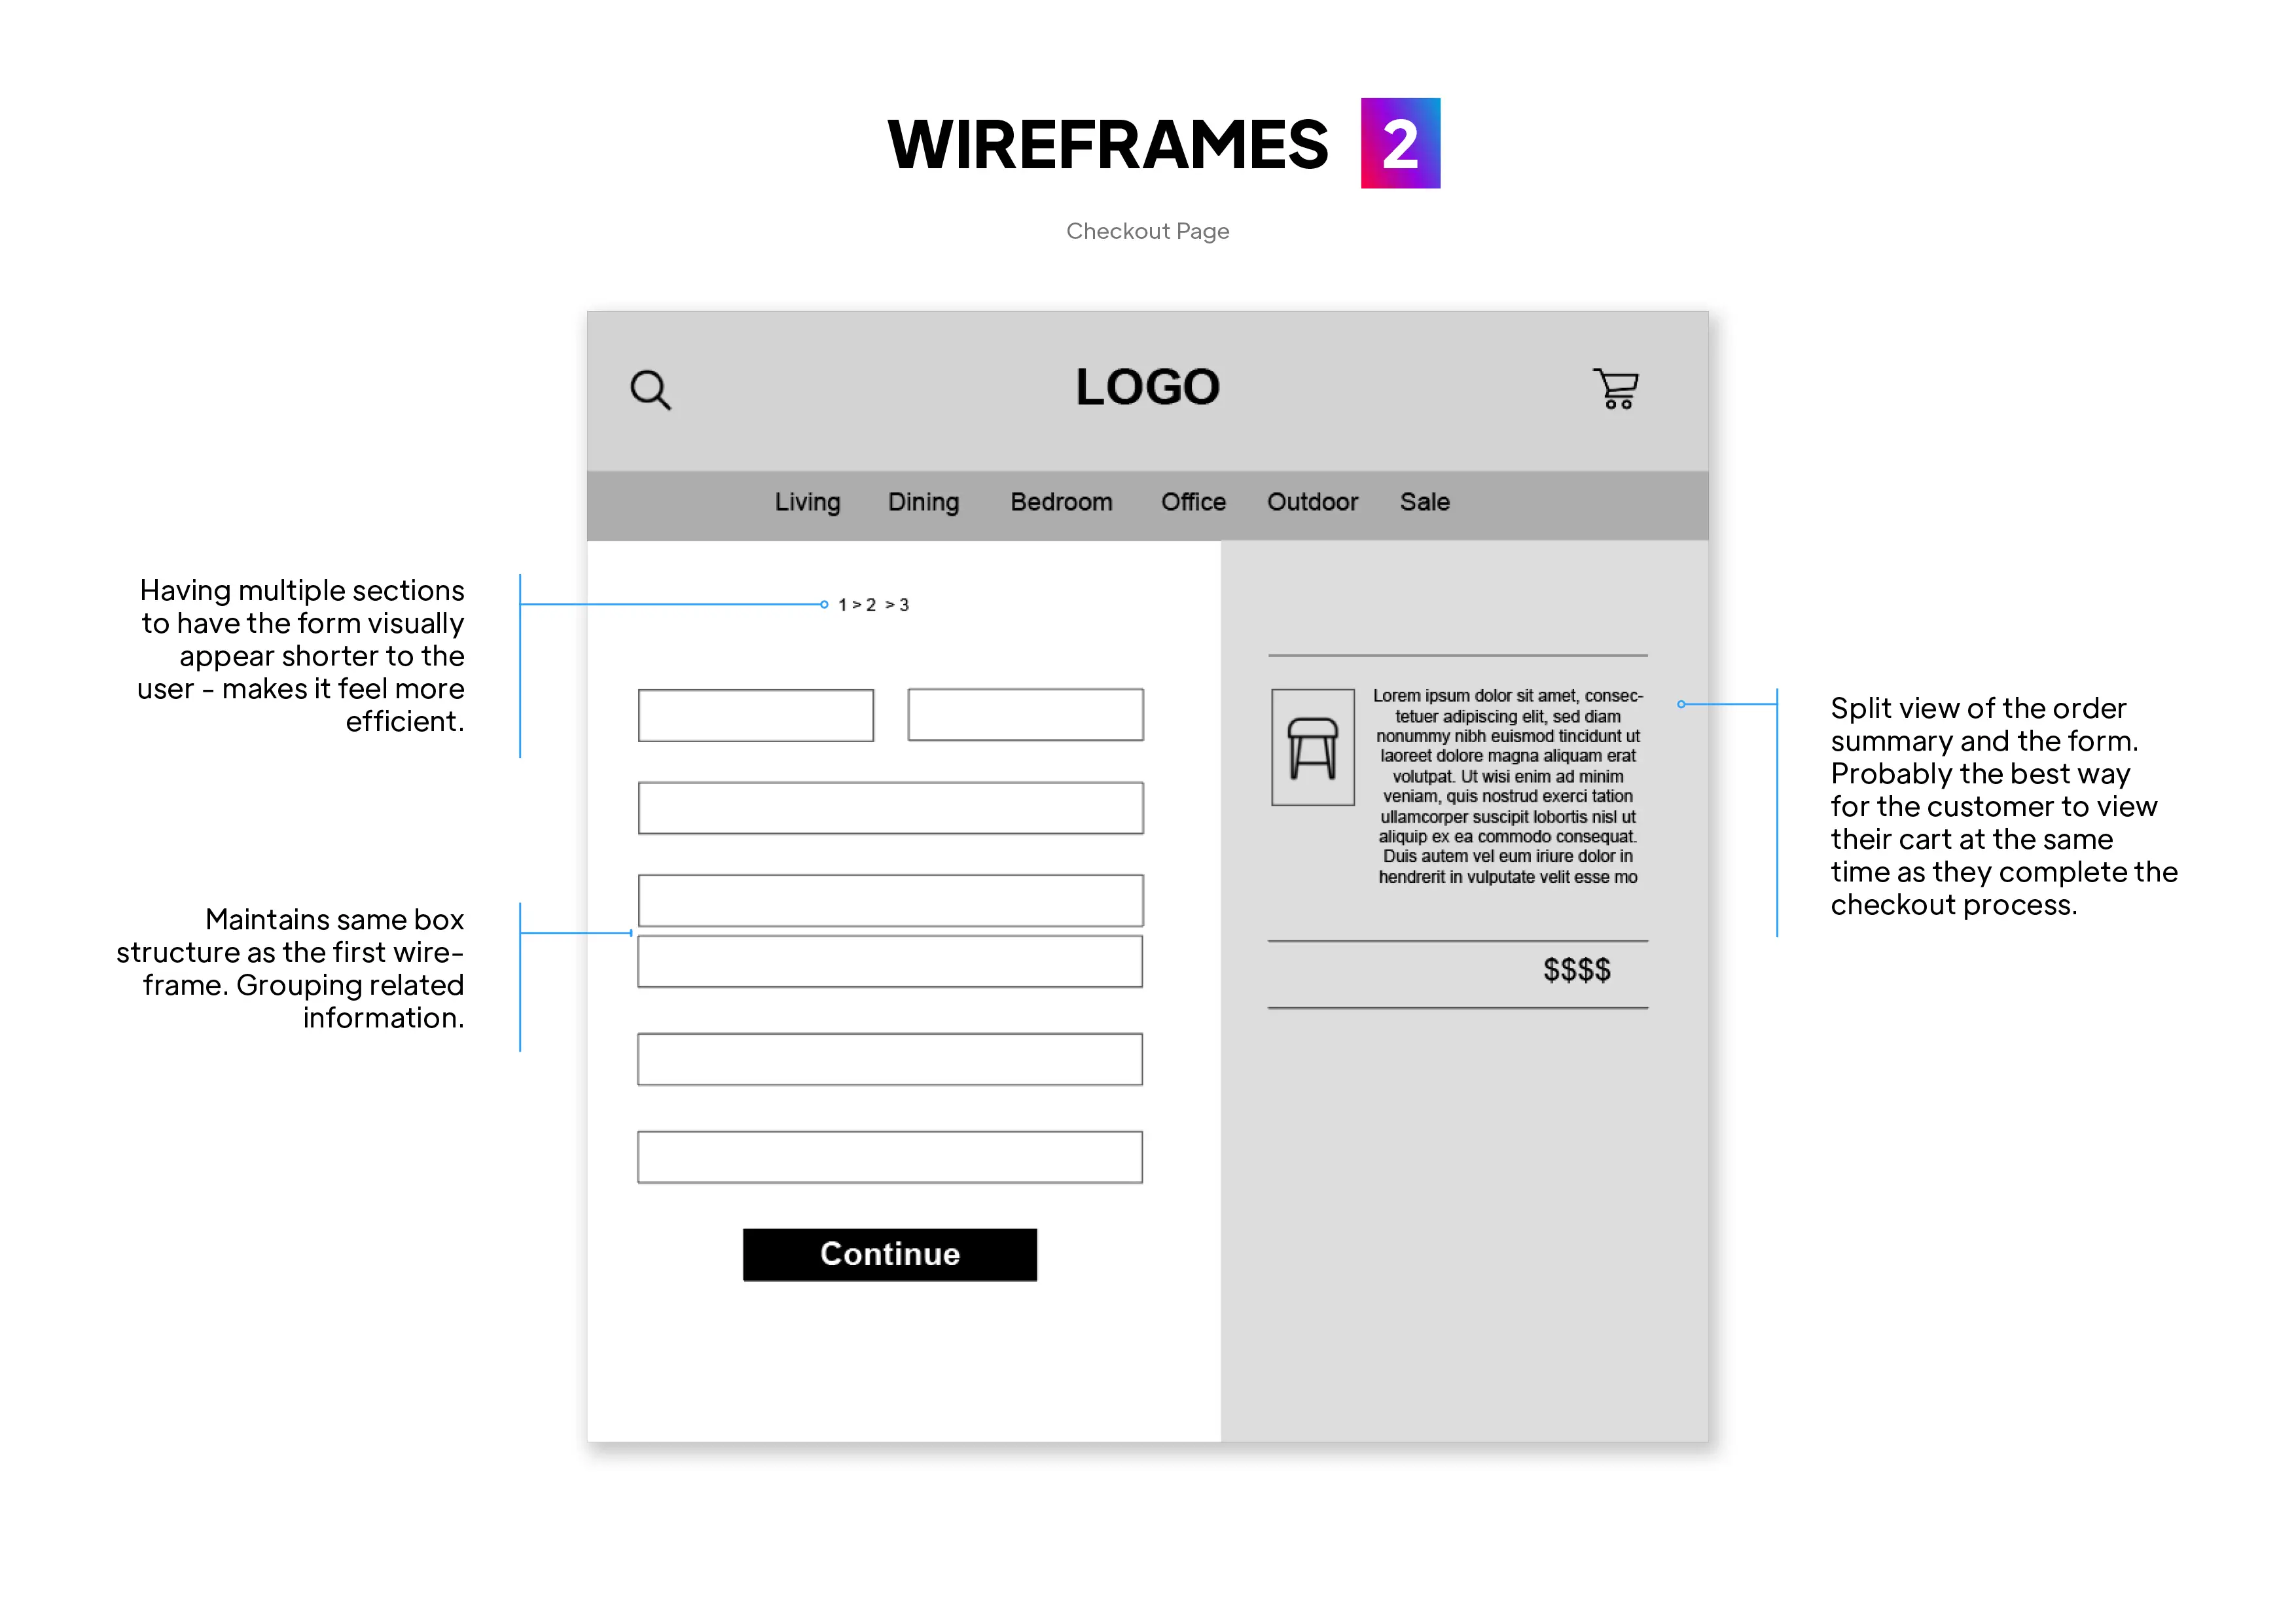 WIREFRAMES 2
Checkout Page
LOGO
Living Dining Bedroom Office Outdoor Sale
Having multiple sections
to have the form visually
appear shorter to the
user - makes it feel more
efficient.
1 > 2 > 3
Maintains same box
structure as the first wire-
frame. Grouping related
information.
Continue
Lorem ipsum dolor sit amet, consec-
tetuer adipiscing elit, sed diam
nonummy nibh euismod tincidunt ut
laoreet dolore magna aliquam erat
volutpat. Ut wisi enim ad minim
veniam, quis nostrud exerci tation
ullamcorper suscipit lobortis nisl ut
aliquip ex ea commodo consequat.
Duis autem vel eum iriure dolor in
hendrerit in vulputate velit esse mo
$$$$
Split view of the order
summary and the form.
Probably the best way
for the customer to view
their cart at the same
time as they complete the
checkout process.